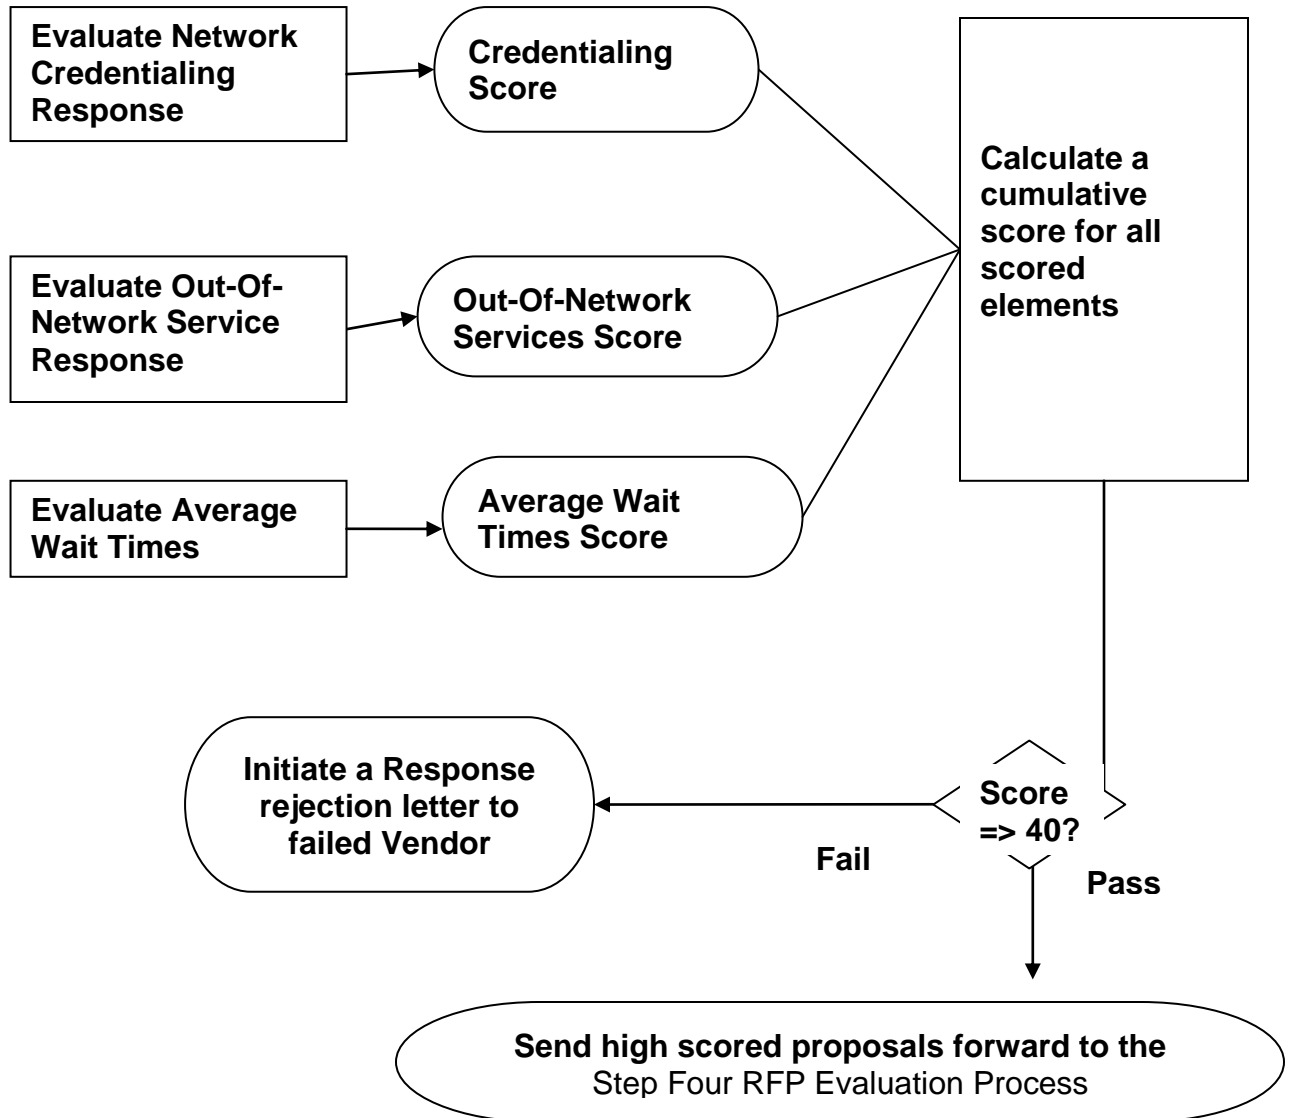 Evaluate Network
Credentialing
Response
Credentialing
Score
Calculate a
cumulative
score for all
scored
elements
Evaluate Out-Of-
Network Service
Response
Out-Of-Network
Services Score
Evaluate Average
Wait Times
Average Wait
Times Score
Initiate a Response
rejection letter to
failed Vendor
Score
=> 40?
Fail
Pass
Send high scored proposals forward to the
Step Four RFP Evaluation Process